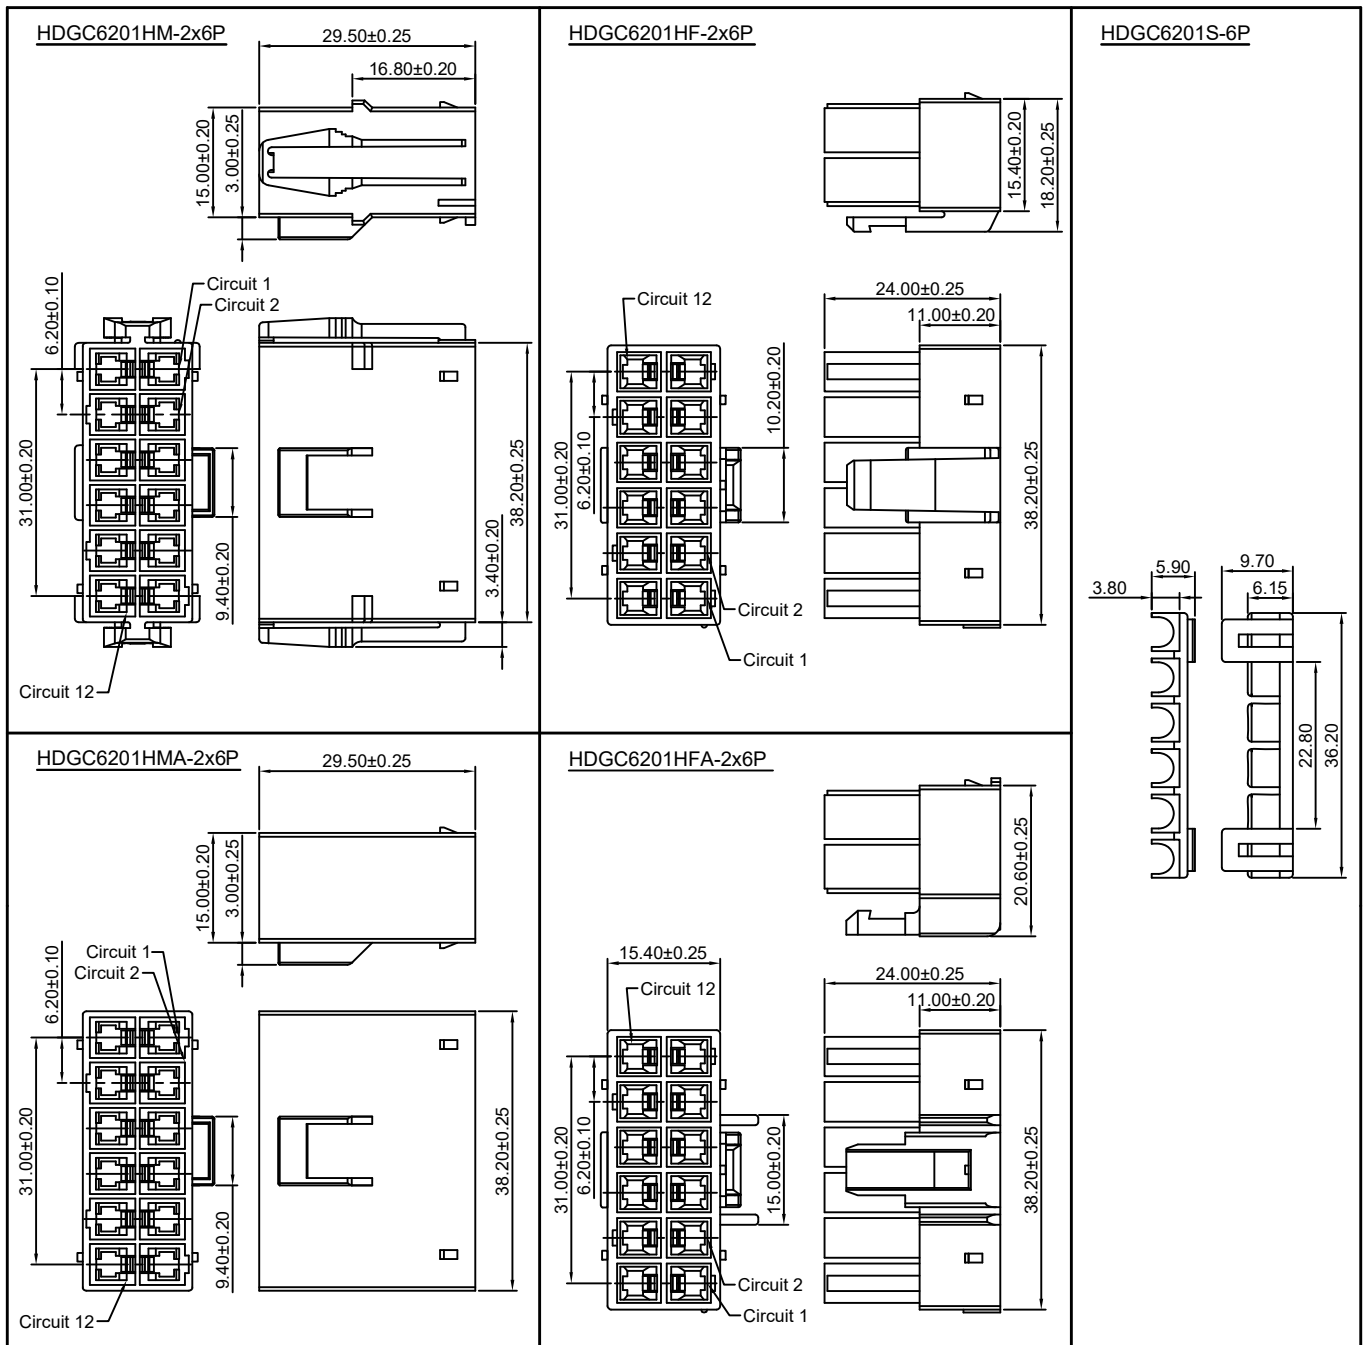 HDGC6201HM-2x6P
29.50±0.25
16.80±0.20
15.00±0.20
3.00±0.25
6.20±0.10
Circuit 1
Circuit 2
31.00±0.20
9.40±0.20
38.20±0.25
3.40±0.20
Circuit 12
HDGC6201HF-2x6P
15.40±0.20
18.20±0.25
Circuit 12
24.00±0.25
11.00±0.20
10.20±0.20
31.00±0.20
6.20±0.10
38.20±0.25
Circuit 2
Circuit 1
HDGC6201S-6P
5.90
3.80
9.70
6.15
22.80
36.20
HDGC6201HMA-2x6P
29.50±0.25
15.00±0.20
3.00±0.25
Circuit 1
Circuit 2
6.20±0.10
31.00±0.20
9.40±0.20
38.20±0.25
Circuit 12
HDGC6201HFA-2x6P
20.60±0.25
15.40±0.25
Circuit 12
24.00±0.25
11.00±0.20
31.00±0.20
6.20±0.10
15.00±0.20
38.20±0.25
Circuit 2
Circuit 1